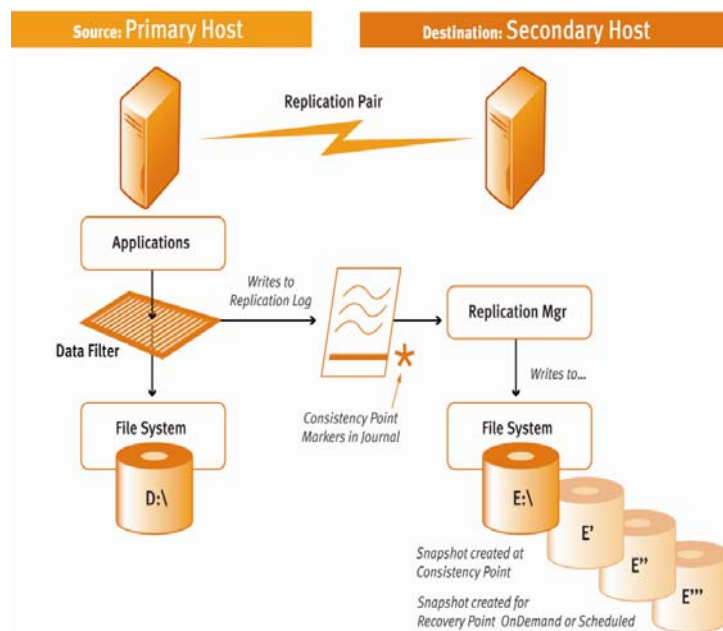 Source: Primary Host
Destination: Secondary Host
Replication Pair
Applications
Writes to
Replication Log
Replication Mgr
Data Filter
Writes to...
Consistency Point
Markers in Journal
File System
File System
D:\
E:\
E'
E''
E'''
Snapshot created at
Consistency Point
Snapshot created for
Recovery Point OnDemand or Scheduled